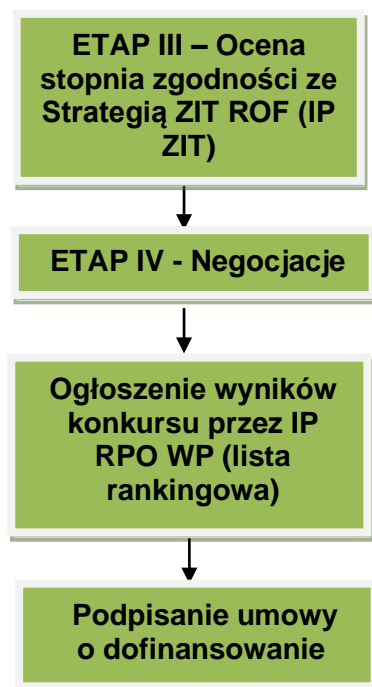 ETAP III – Ocena
stopnia zgodności ze
Strategią ZIT ROF (IP
ZIT)
ETAP IV - Negocjacje
Ogłoszenie wyników
konkursu przez IP
RPO WP (lista
rankingowa)
Podpisanie umowy
o dofinansowanie